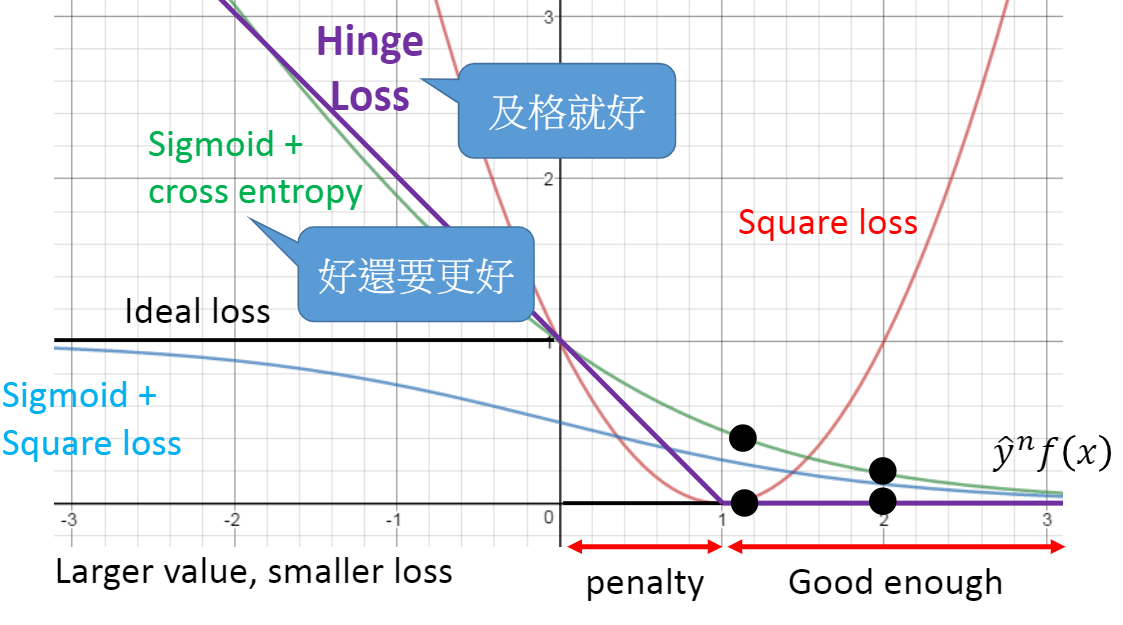 3
Hinge
Loss
及格就好
Sigmoid +
cross entropy
2
Square loss
好還要更好
Ideal loss
1
Sigmoid +
Square loss
ŷⁿf(x)
-3 -2 -1 0 1 2 3
Larger value, smaller loss
penalty
Good enough